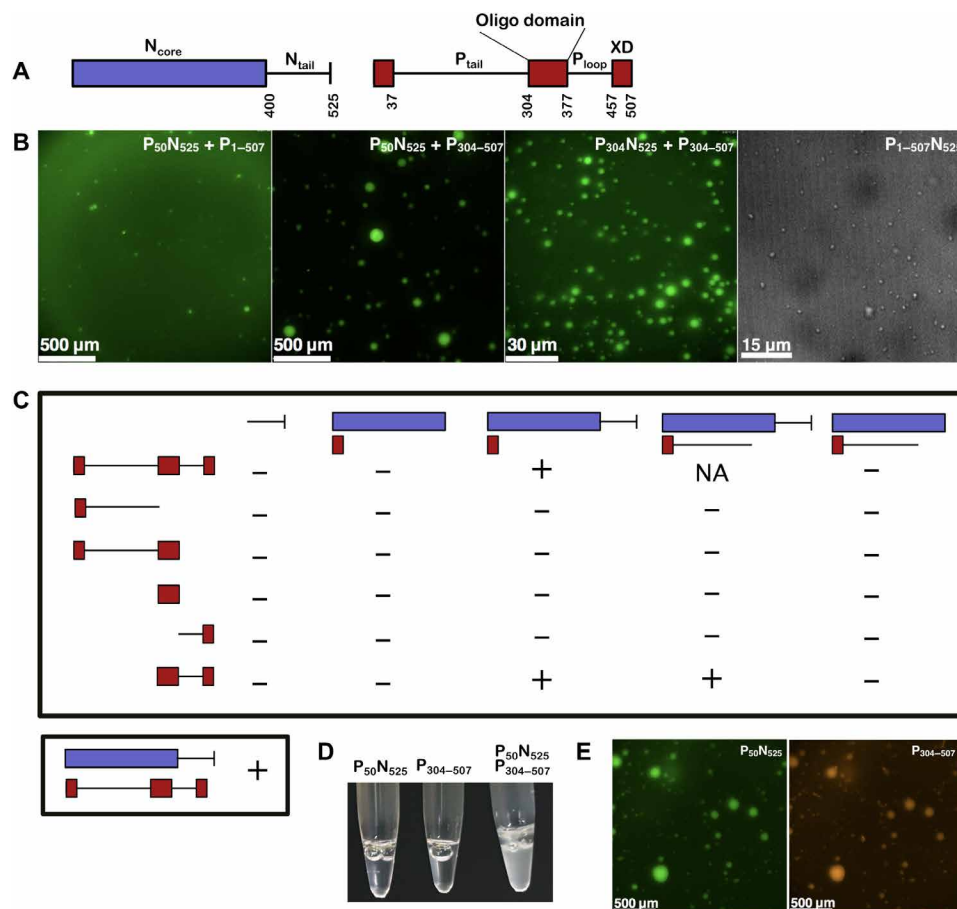 Oligo domain
N_core
XD
A
N_tail
P_tail
P_loop
400
525
37
304
377
457
507
B
P_50N_525 + P_1–507
P_50N_525 + P_304–507
P_304N_525 + P_304–507
P_1–507N_525
500 µm
500 µm
30 µm
15 µm
C
– – + NA –
– – – – –
– – – – –
– – – – –
– – – – –
– – + + –
+
D
P_50N_525
P_304–507
P_50N_525
P_304–507
E
P_50N_525
P_304–507
500 µm
500 µm